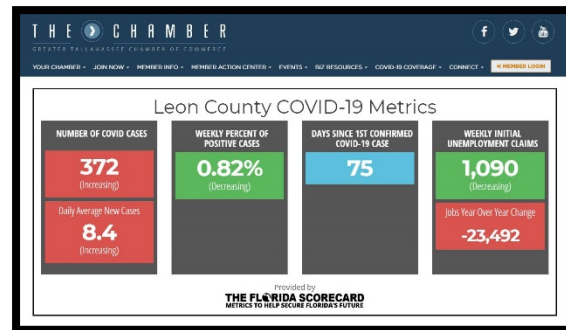 THE CHAMBER
GREATER TALLAHASSEE CHAMBER OF COMMERCE
YOUR CHAMBER JOIN NOW MEMBER INFO MEMBER ACTION CENTER EVENTS BIZ RESOURCES COVID-19 COVERAGE CONNECT MEMBER LOGIN
Leon County COVID-19 Metrics
NUMBER OF COVID CASES
372
(Increasing)
Daily Average New Cases
8.4
(Increasing)
WEEKLY PERCENT OF
POSITIVE CASES
0.82%
(Decreasing)
DAYS SINCE 1ST CONFIRMED
COVID-19 CASE
75
WEEKLY INITIAL
UNEMPLOYMENT CLAIMS
1,090
(Decreasing)
Jobs Year Over Year Change
-23,492
Provided by
THE FLORIDA SCORECARD
METRICS TO HELP SECURE FLORIDA'S FUTURE